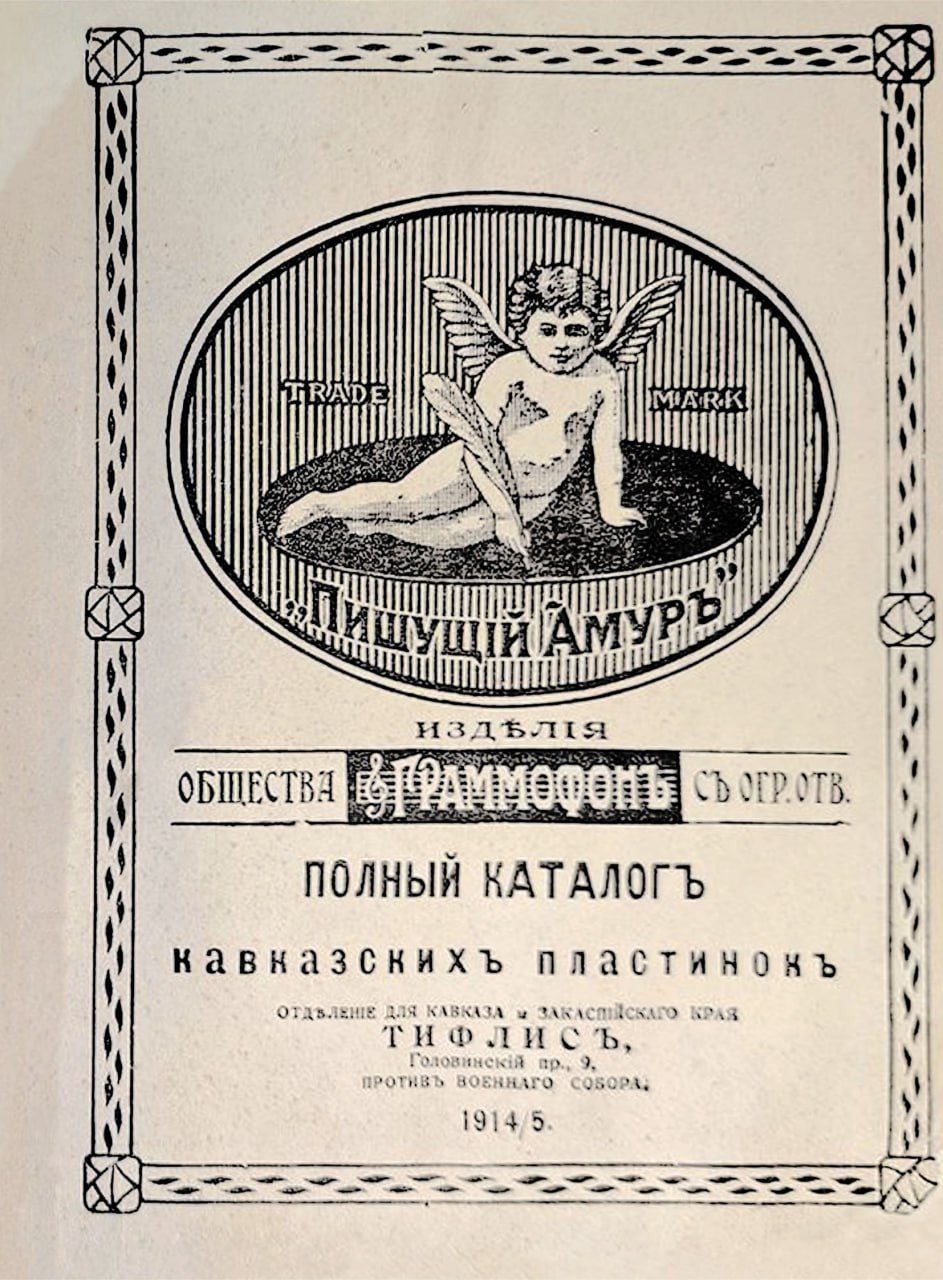 TRADE MARK
„Пишущій Амуръ”
ИЗДѢЛІЯ
ОБЩЕСТВА ГРАММОФОНЪ СЪ ОГР. ОТВ.
ПОЛНЫЙ КАТАЛОГЪ
кавказскихъ пластинокъ
ОТДѢЛЕНІЕ ДЛЯ КАВКАЗА и ЗАКАСПІЙСКАГО КРАЯ
ТИФЛИСЪ,
Головинскій пр., 9,
ПРОТИВЪ ВОЕННАГО СОБОРА.
1914/5.